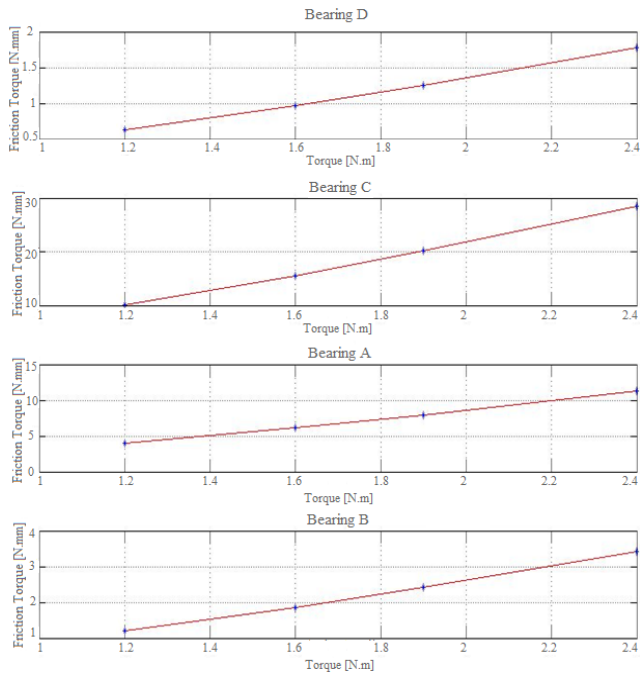 Bearing D
Friction Torque [N.mm]
2
1.5
1
0.5
1 1.2 1.4 1.6 1.8 2 2.2 2.4
Torque [N.m]
Bearing C
Friction Torque [N.mm]
30
20
10
1 1.2 1.4 1.6 1.8 2 2.2 2.4
Torque [N.m]
Bearing A
Friction Torque [N.mm]
15
10
5
0
1 1.2 1.4 1.6 1.8 2 2.2 2.4
Torque [N.m]
Bearing B
Friction Torque [N.mm]
4
3
2
1
1 1.2 1.4 1.6 1.8 2 2.2 2.4
Torque [N.m]